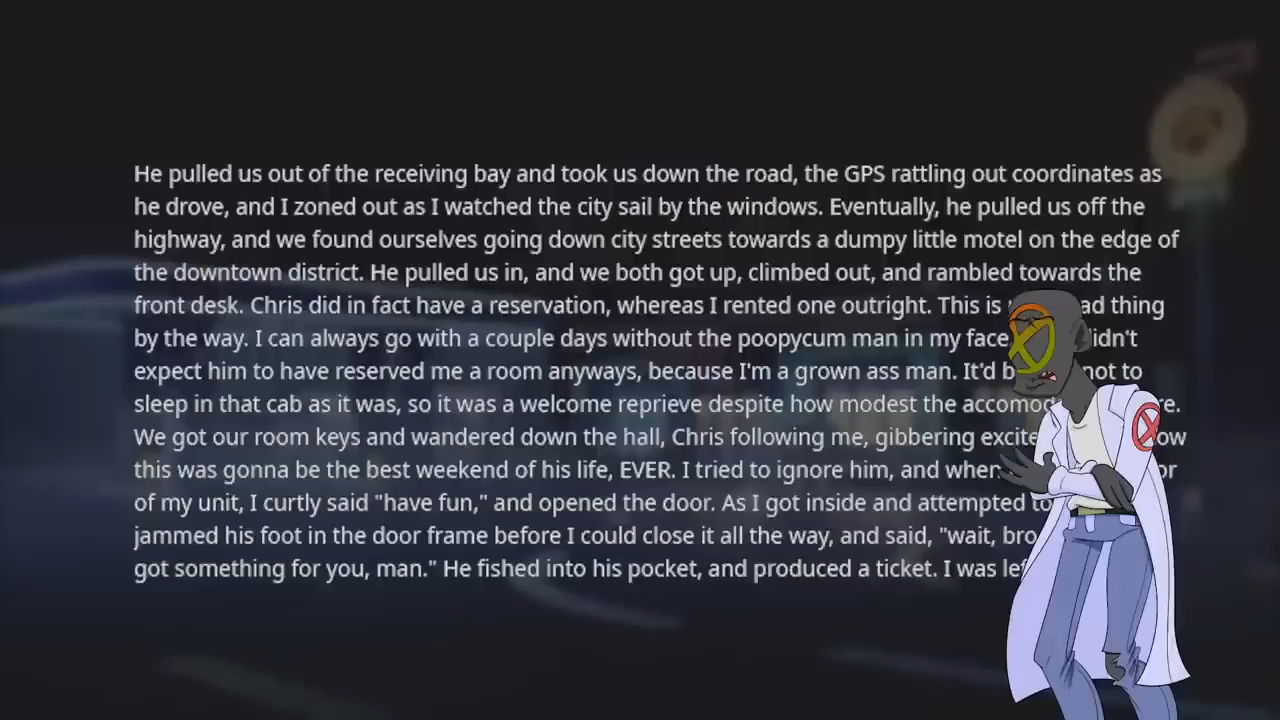 He pulled us out of the receiving bay and took us down the road, the GPS rattling out coordinates as
he drove, and I zoned out as I watched the city sail by the windows. Eventually, he pulled us off the
highway, and we found ourselves going down city streets towards a dumpy little motel on the edge of
the downtown district. He pulled us in, and we both got up, climbed out, and rambled towards the
front desk. Chris did in fact have a reservation, whereas I rented one outright. This is thing
by the way. I can always go with a couple days without the poopycum man in my face
expect him to have reserved me a room anyways, because I'm a grown ass man. It'd not to
sleep in that cab as it was, so it was a welcome reprieve despite how modest the
We got our room keys and wandered down the hall, Chris following me, gibbering
this was gonna be the best weekend of his life, EVER. I tried to ignore him, and when
of my unit, I curtly said "have fun," and opened the door. As I got inside and attempted
jammed his foot in the door frame before I could close it all the way, and said, "wait, bro
got something for you, man." He fished into his pocket, and produced a ticket. I was